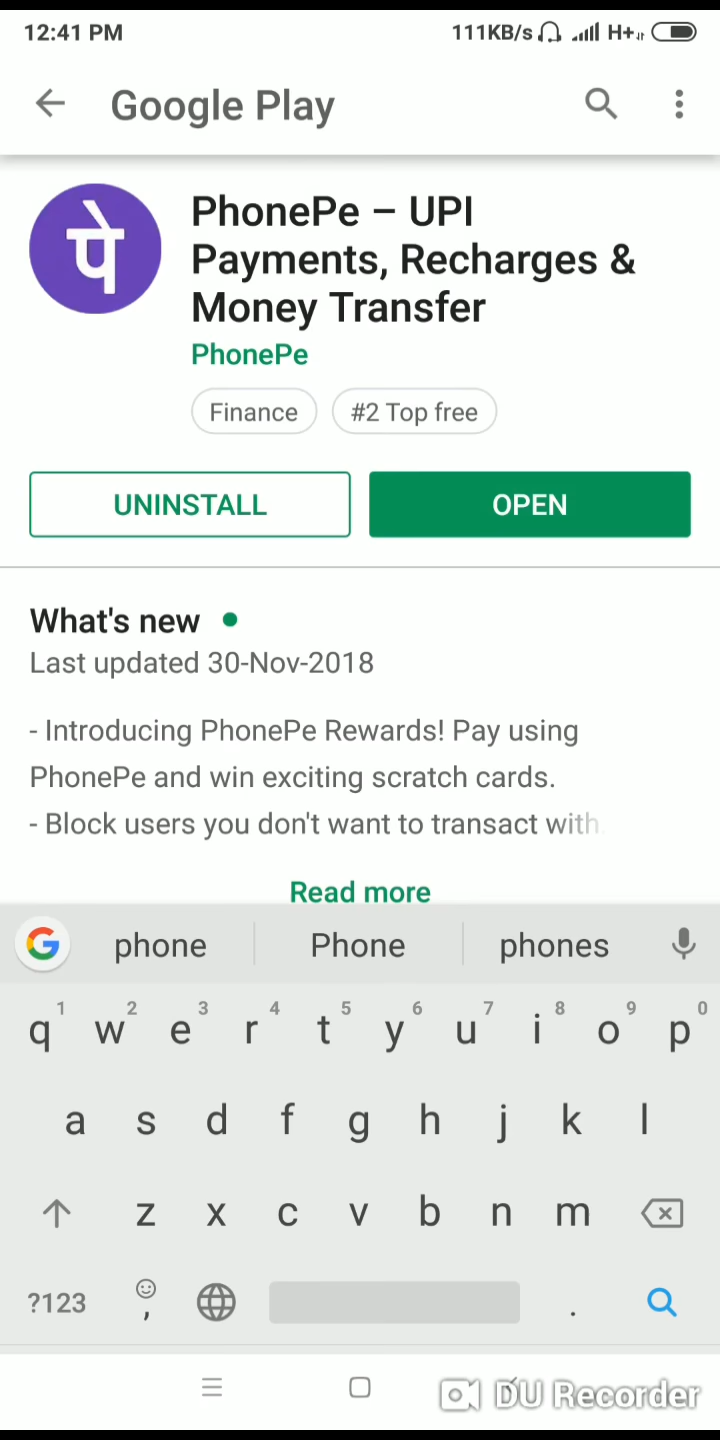 12:41 PM 111KB/s H+
Google Play
पे
PhonePe – UPI
Payments, Recharges &
Money Transfer
PhonePe
Finance #2 Top free
UNINSTALL OPEN
What's new
Last updated 30-Nov-2018
- Introducing PhonePe Rewards! Pay using
PhonePe and win exciting scratch cards.
- Block users you don't want to transact with.
Read more
G phone Phone phones
1 2 3 4 5 6 7 8 9 0
q w e r t y u i o p
a s d f g h j k l
z x c v b n m
?123 , .
DU Recorder